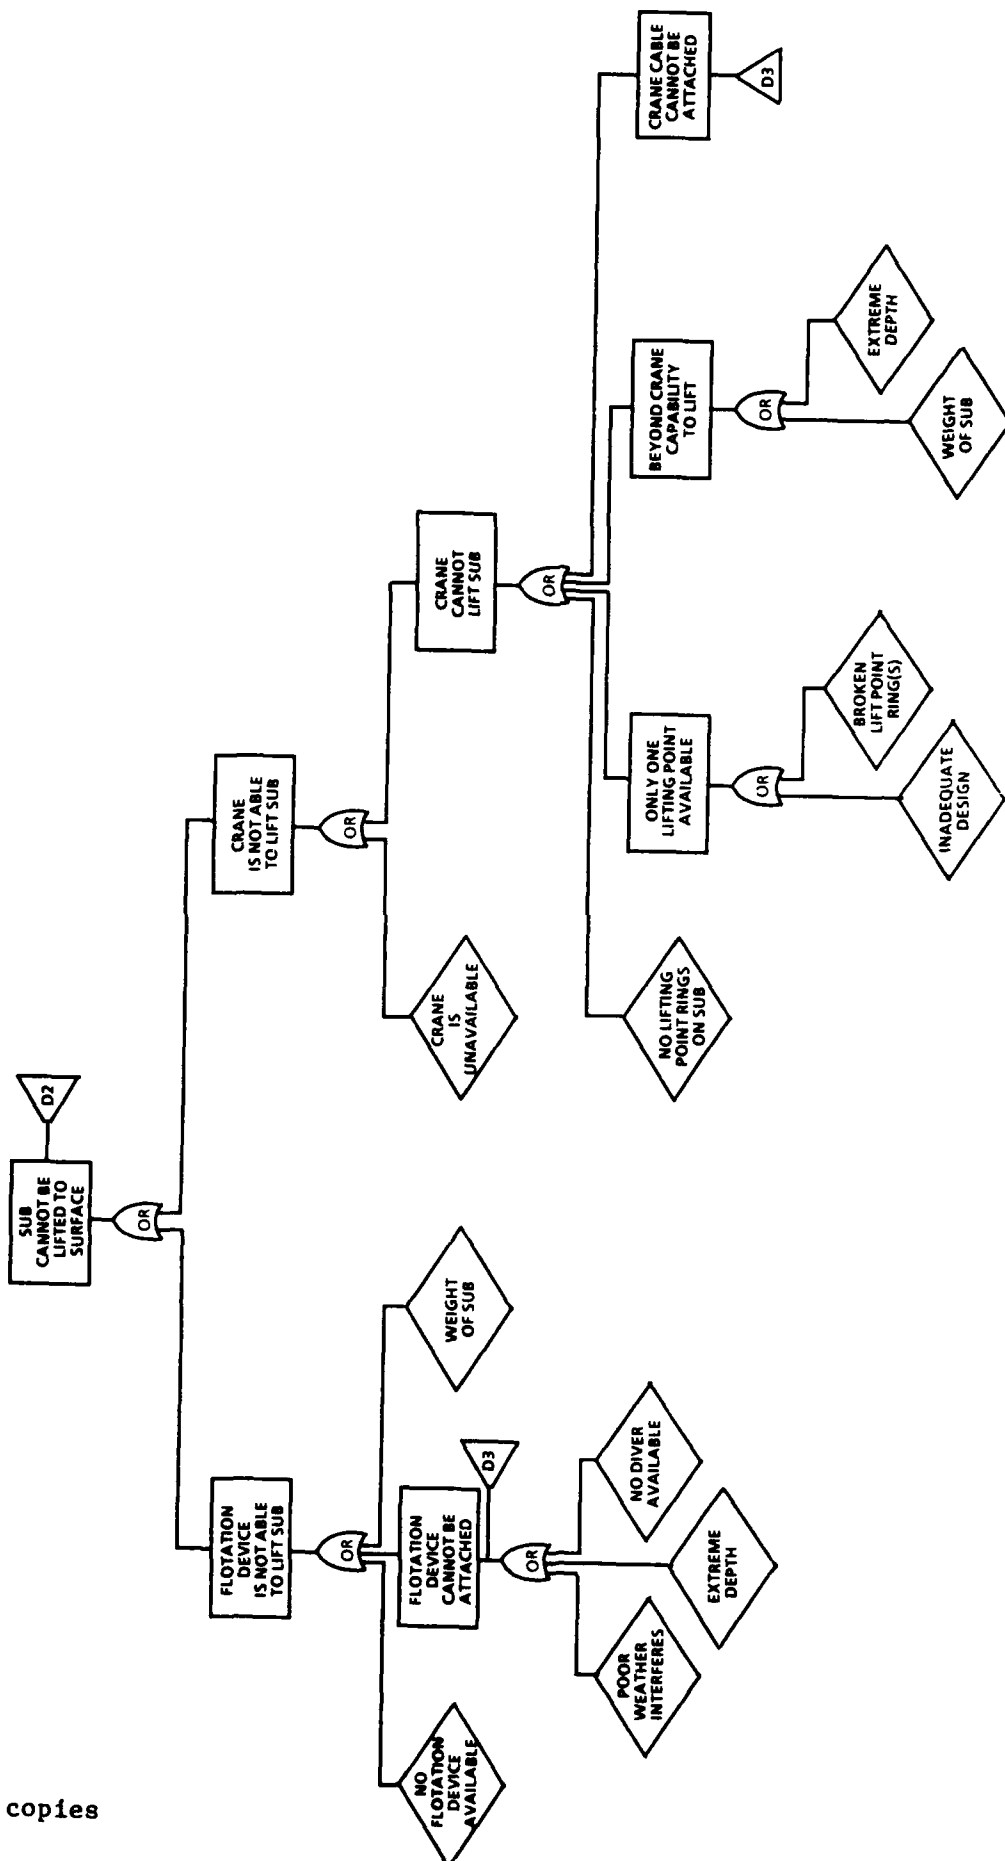 SUB
CANNOT BE
LIFTED TO
SURFACE
D2
OR
FLOTATION
DEVICE
IS NOT ABLE
TO LIFT SUB
OR
CRANE
IS NOT ABLE
TO LIFT SUB
OR
NO
FLOTATION
DEVICE
AVAILABLE
FLOTATION
DEVICE
CANNOT BE
ATTACHED
D3
OR
WEIGHT
OF SUB
CRANE
IS
UNAVAILABLE
CRANE
CANNOT
LIFT SUB
OR
POOR
WEATHER
INTERFERES
EXTREME
DEPTH
NO DIVER
AVAILABLE
NO LIFTING
POINT RINGS
ON SUB
ONLY ONE
LIFTING POINT
AVAILABLE
OR
BEYOND CRANE
CAPABILITY
TO LIFT
OR
CRANE CABLE
CANNOT BE
ATTACHED
D3
INADEQUATE
DESIGN
BROKEN
LIFT POINT
RING(S)
WEIGHT
OF SUB
EXTREME
DEPTH
copies